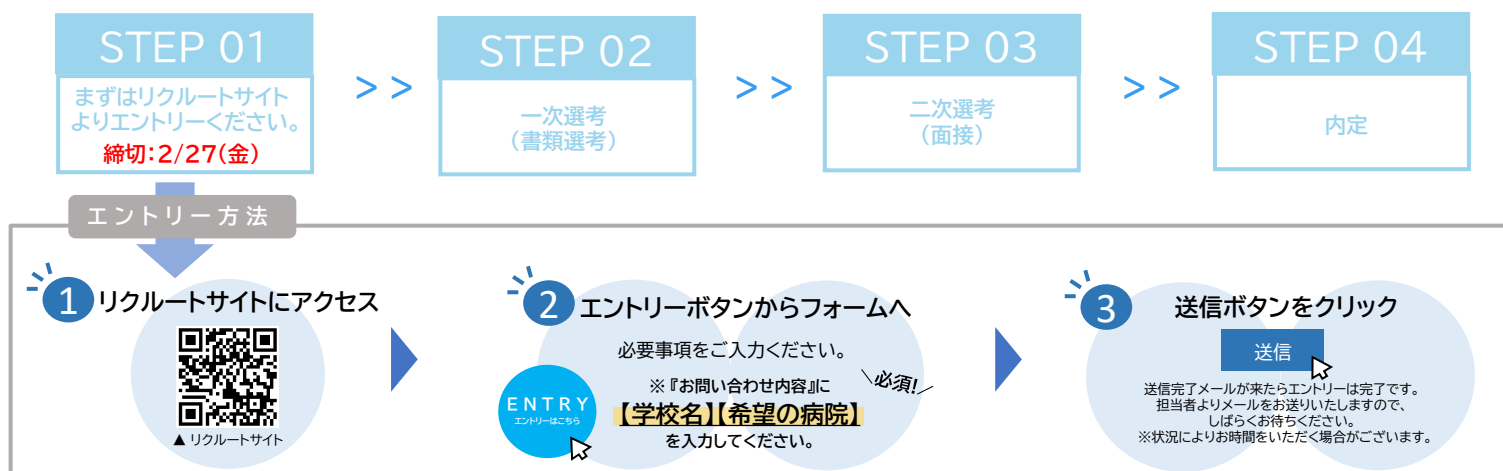 STEP 01
まずはリクルートサイト
よりエントリーください。
締切:2/27(金)
>>
STEP 02
一次選考
(書類選考)
>>
STEP 03
二次選考
(面接)
>>
STEP 04
内定
エントリー方法
1 リクルートサイトにアクセス
▲ リクルートサイト
2 エントリーボタンからフォームへ
必要事項をご入力ください。
※『お問い合わせ内容』に
\必須!/
【学校名】【希望の病院】
を入力してください。
ENTRY
エントリーはこちら
3 送信ボタンをクリック
送信
送信完了メールが来たらエントリーは完了です。
担当者よりメールをお送りいたしますので、
しばらくお待ちください。
※状況によりお時間をいただく場合がございます。